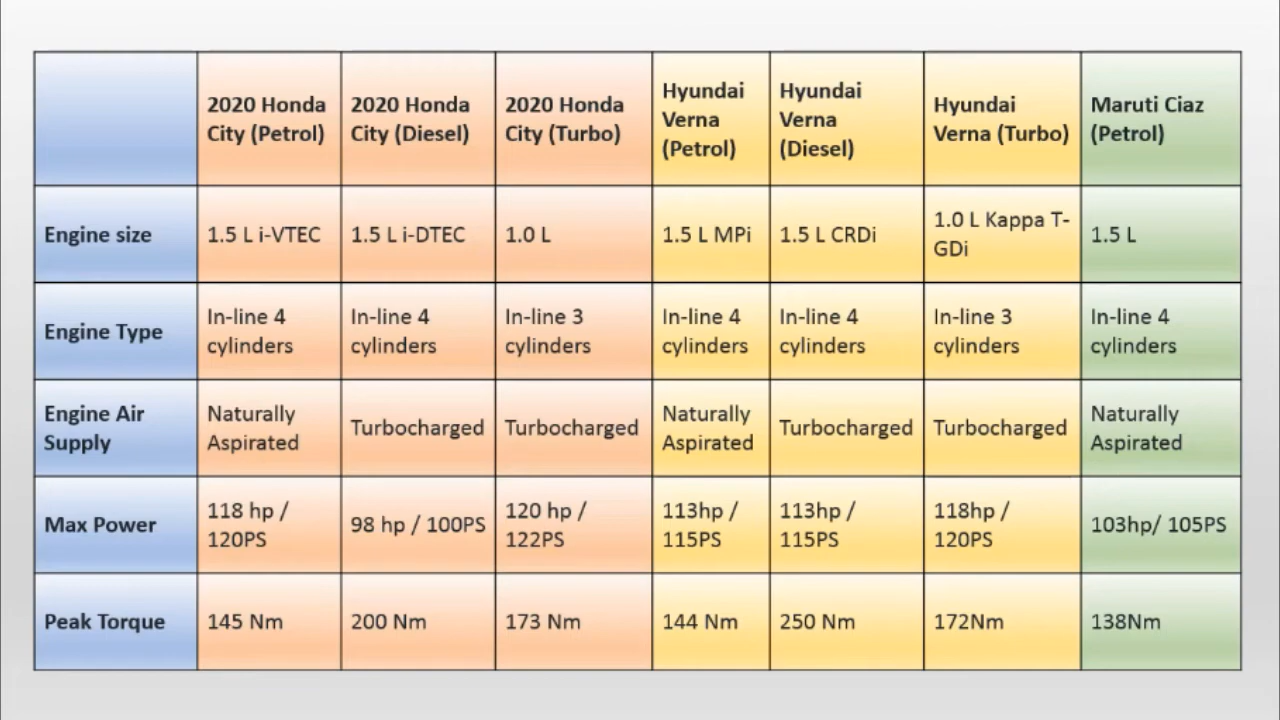 2020 Honda
City (Petrol)
2020 Honda
City (Diesel)
2020 Honda
City (Turbo)
Hyundai
Verna
(Petrol)
Hyundai
Verna
(Diesel)
Hyundai
Verna (Turbo)
Maruti Ciaz
(Petrol)
Engine size
1.5 L i-VTEC
1.5 L i-DTEC
1.0 L
1.5 L MPi
1.5 L CRDi
1.0 L Kappa T-
GDi
1.5 L
Engine Type
In-line 4
cylinders
In-line 4
cylinders
In-line 3
cylinders
In-line 4
cylinders
In-line 4
cylinders
In-line 3
cylinders
In-line 4
cylinders
Engine Air
Supply
Naturally
Aspirated
Turbocharged
Turbocharged
Naturally
Aspirated
Turbocharged
Turbocharged
Naturally
Aspirated
Max Power
118 hp /
120PS
98 hp / 100PS
120 hp /
122PS
113hp /
115PS
113hp /
115PS
118hp /
120PS
103hp/ 105PS
Peak Torque
145 Nm
200 Nm
173 Nm
144 Nm
250 Nm
172Nm
138Nm